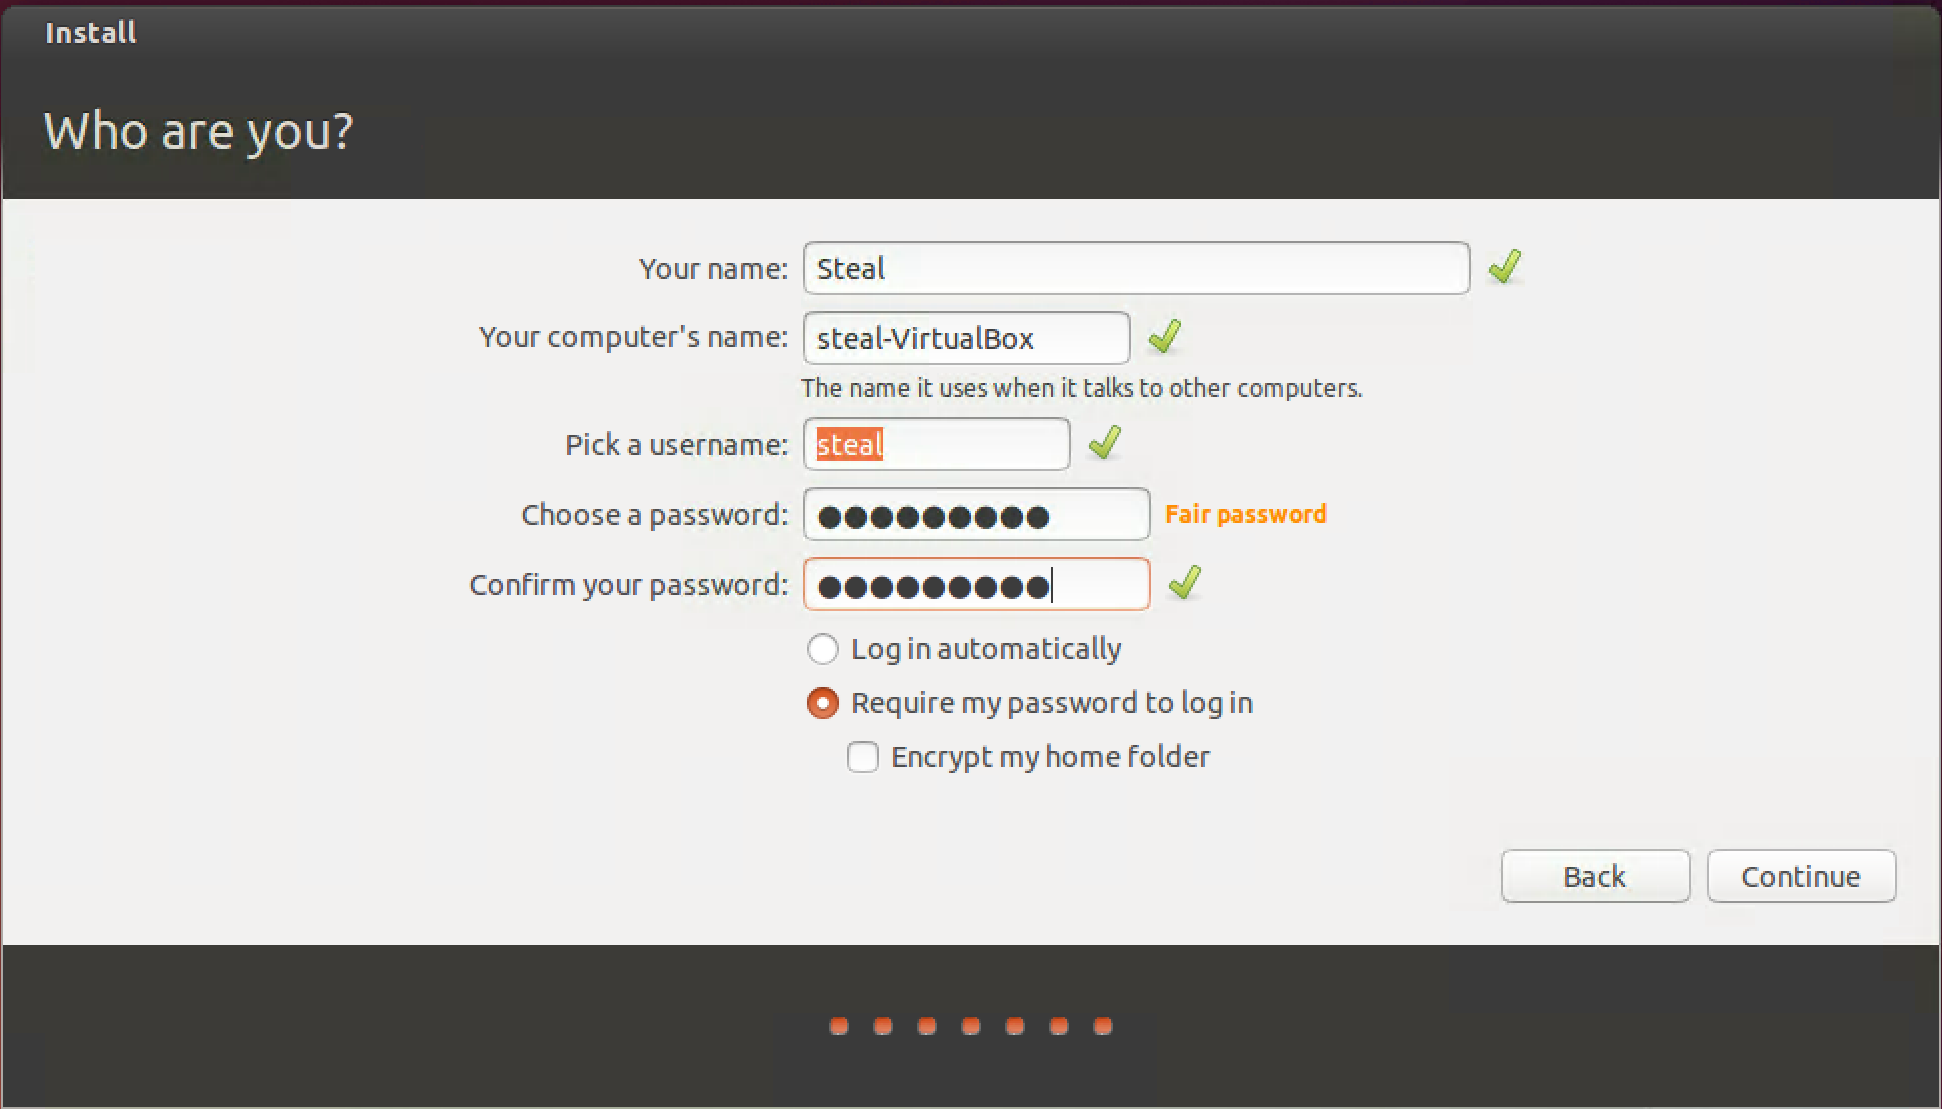 Install
Who are you?
Your name: Steal
Your computer's name: steal-VirtualBox
The name it uses when it talks to other computers.
Pick a username: steal
Choose a password: ●●●●●●●●● Fair password
Confirm your password: ●●●●●●●●●
Log in automatically
Require my password to log in
Encrypt my home folder
Back Continue